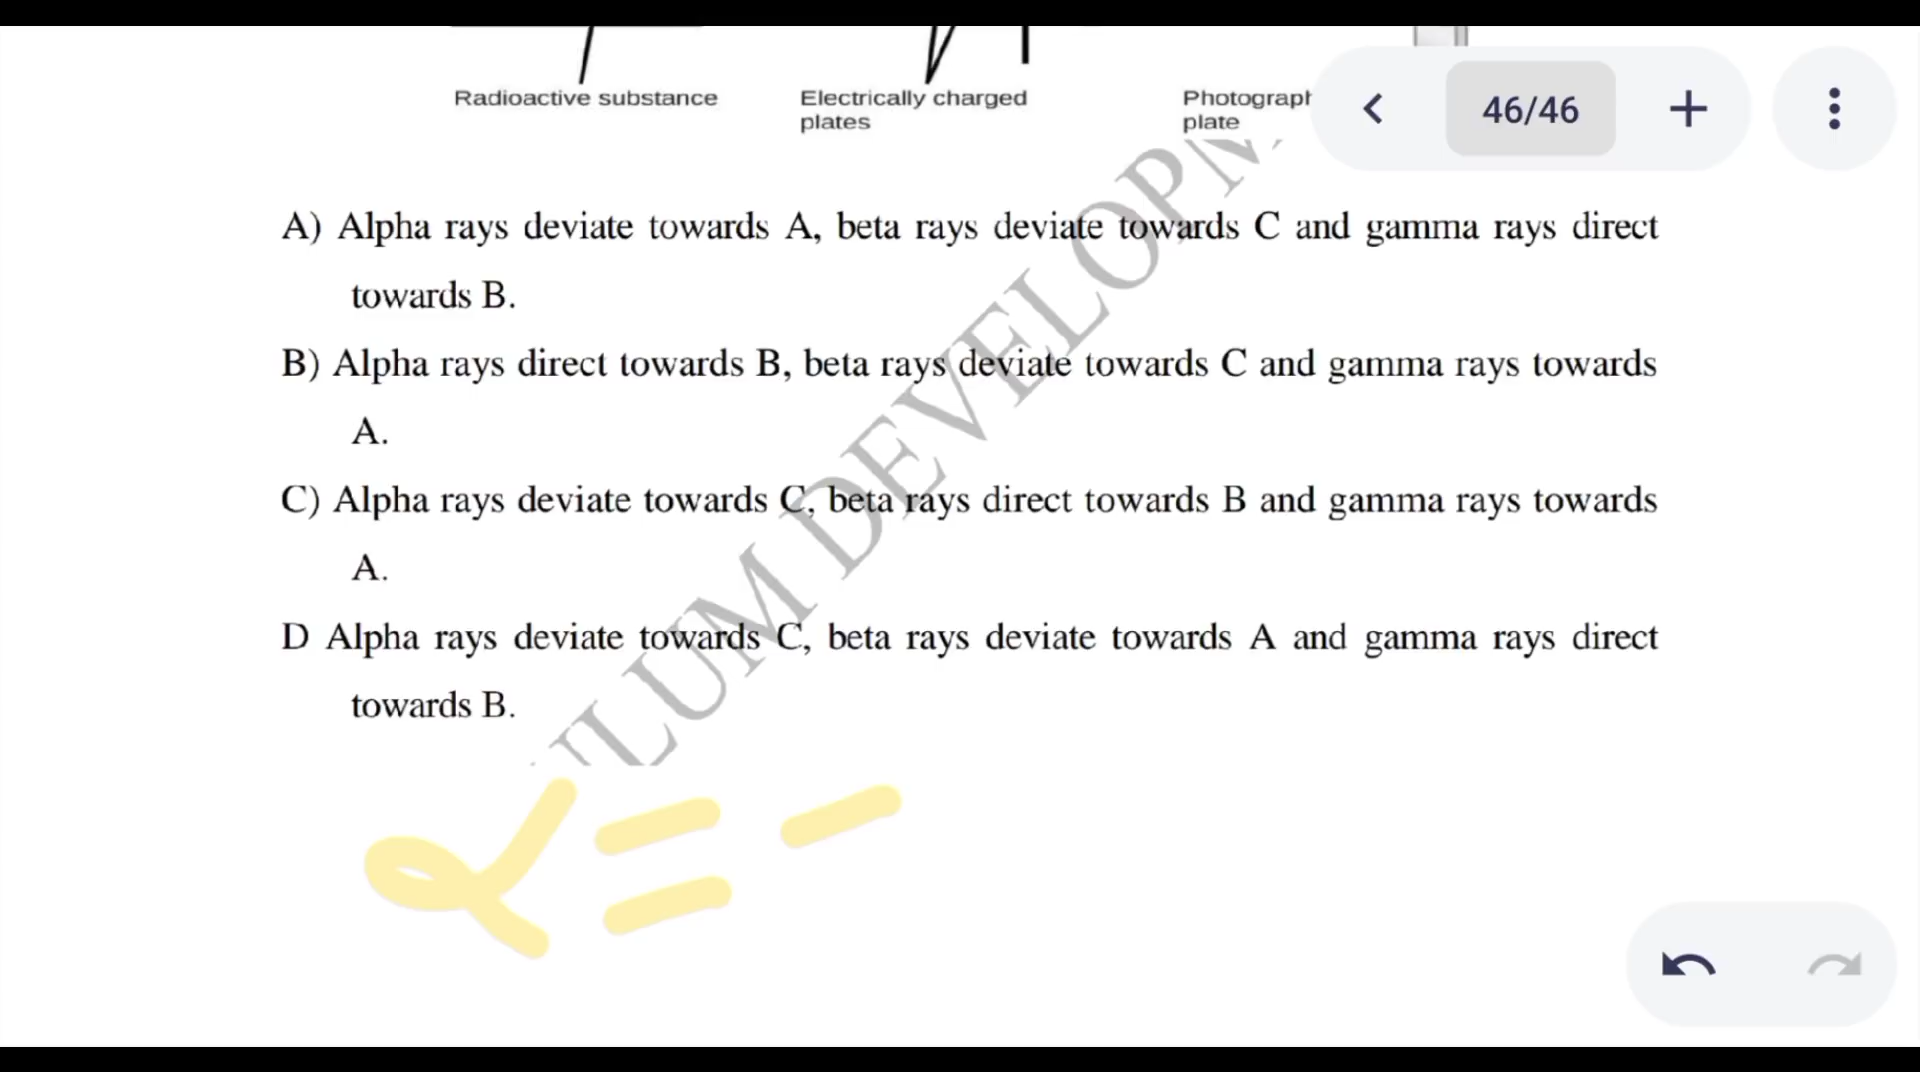 Radioactive substance
Electrically charged
plates
Photograph
plate
46/46
A) Alpha rays deviate towards A, beta rays deviate towards C and gamma rays direct
towards B.
B) Alpha rays direct towards B, beta rays deviate towards C and gamma rays towards
A.
C) Alpha rays deviate towards C, beta rays direct towards B and gamma rays towards
A.
D Alpha rays deviate towards C, beta rays deviate towards A and gamma rays direct
towards B.
ULUM DEVELOPM
α = -